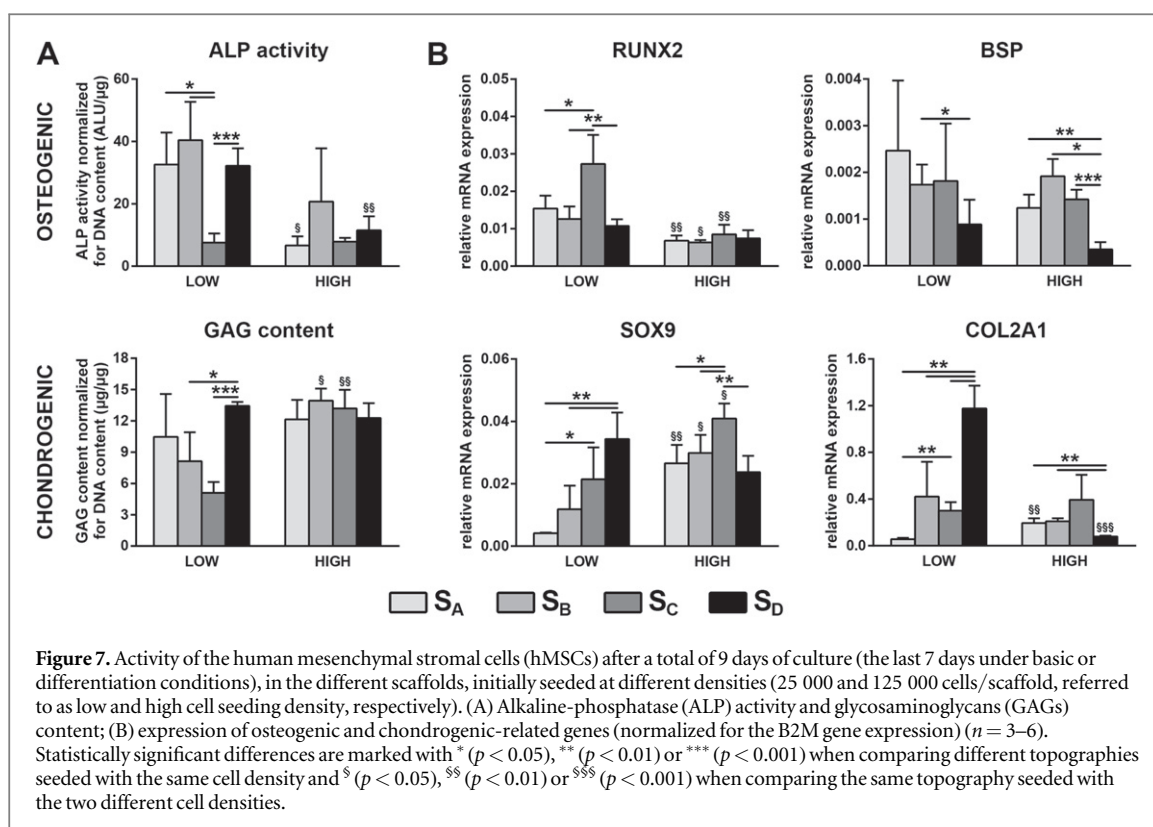 A
ALP activity
B
RUNX2
BSP
OSTEOGENIC
ALP activity normalized
for DNA content (ALU/µg)
60
40
20
0
*
***
§
§§
LOW
HIGH
relative mRNA expression
0.05
0.04
0.03
0.02
0.01
0.00
*
**
§§
§
§§
LOW
HIGH
relative mRNA expression
0.004
0.003
0.002
0.001
0.000
*
**
*
***
LOW
HIGH
GAG content
SOX9
COL2A1
CHONDROGENIC
GAG content normalized
for DNA content (µg/µg)
18
15
12
9
6
3
0
*
***
§
§§
LOW
HIGH
relative mRNA expression
0.06
0.04
0.02
0.00
**
*
*
**
§§
§
§
LOW
HIGH
relative mRNA expression
1.6
1.2
0.8
0.4
0.0
**
**
**
§§
§§§
LOW
HIGH
SA SB SC SD
Figure 7. Activity of the human mesenchymal stromal cells (hMSCs) after a total of 9 days of culture (the last 7 days under basic or
differentiation conditions), in the different scaffolds, initially seeded at different densities (25 000 and 125 000 cells/scaffold, referred
to as low and high cell seeding density, respectively). (A) Alkaline-phosphatase (ALP) activity and glycosaminoglycans (GAGs)
content; (B) expression of osteogenic and chondrogenic-related genes (normalized for the B2M gene expression) (n = 3–6).
Statistically significant differences are marked with * (p < 0.05), ** (p < 0.01) or *** (p < 0.001) when comparing different topographies
seeded with the same cell density and § (p < 0.05), §§ (p < 0.01) or §§§ (p < 0.001) when comparing the same topography seeded with
the two different cell densities.